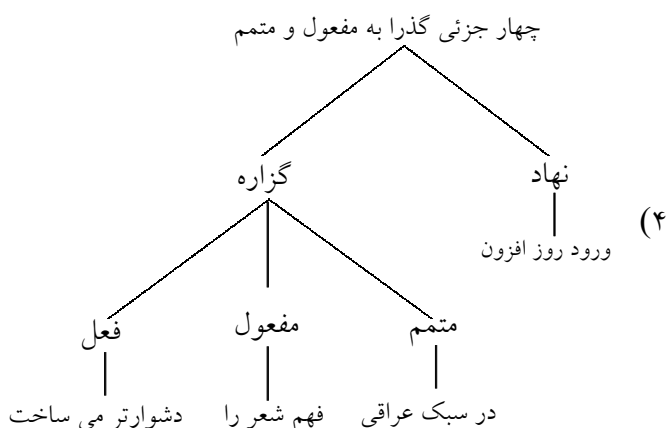 چهار جزئی گذرا به مفعول و متمم
نهاد
گزاره
۴)
ورود روز افزون
متمم
مفعول
فعل
در سبک عراقی
فهم شعر را
دشوارتر می ساخت